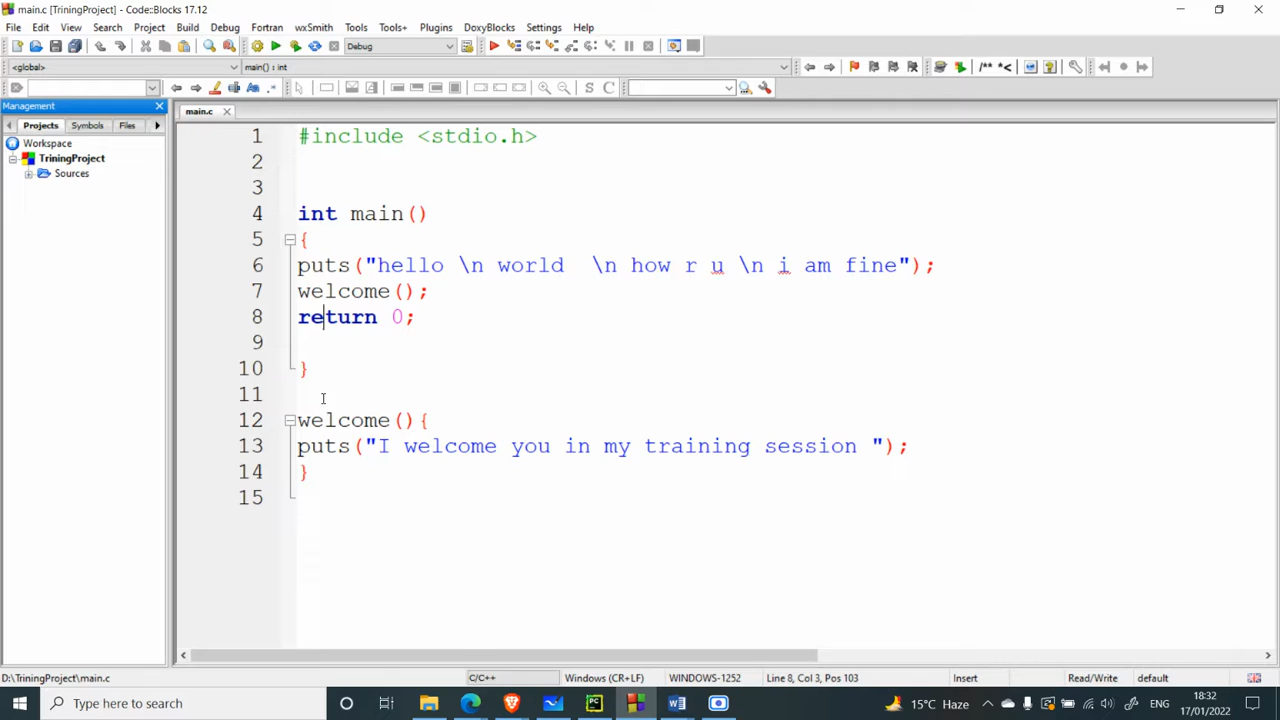 main.c [TriningProject] - Code::Blocks 17.12
File Edit View Search Project Build Debug Fortran wxSmith Tools Tools+ Plugins DoxyBlocks Settings Help
Debug
<global> main() : int
/** *<
S C
Management
main.c
Projects Symbols Files
Workspace
TriningProject
Sources
1 #include <stdio.h>
2
3
4 int main()
5 {
6 puts("hello \n world  \n how r u \n i am fine");
7 welcome();
8 return 0;
9
10 }
11
12 welcome(){
13 puts("I welcome you in my training session ");
14 }
15
D:\TriningProject\main.c C/C++ Windows (CR+LF) WINDOWS-1252 Line 8, Col 3, Pos 103 Insert Read/Write default
Type here to search
15°C Haze ENG
18:32
17/01/2022